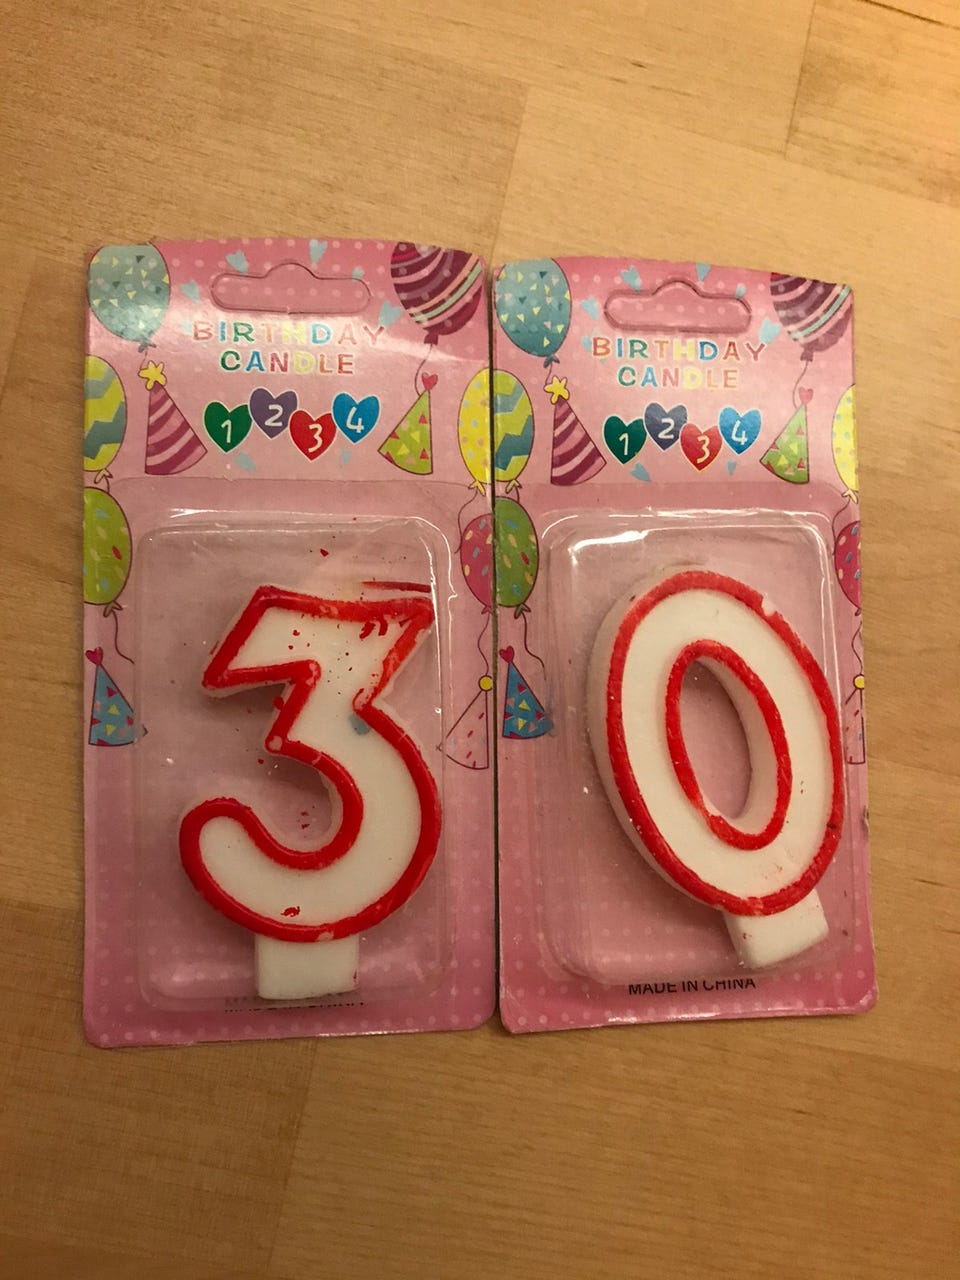 BIRTHDAY
CANDLE
1 2 3 4
3
BIRTHDAY
CANDLE
1 2 3 4
0
MADE IN CHINA